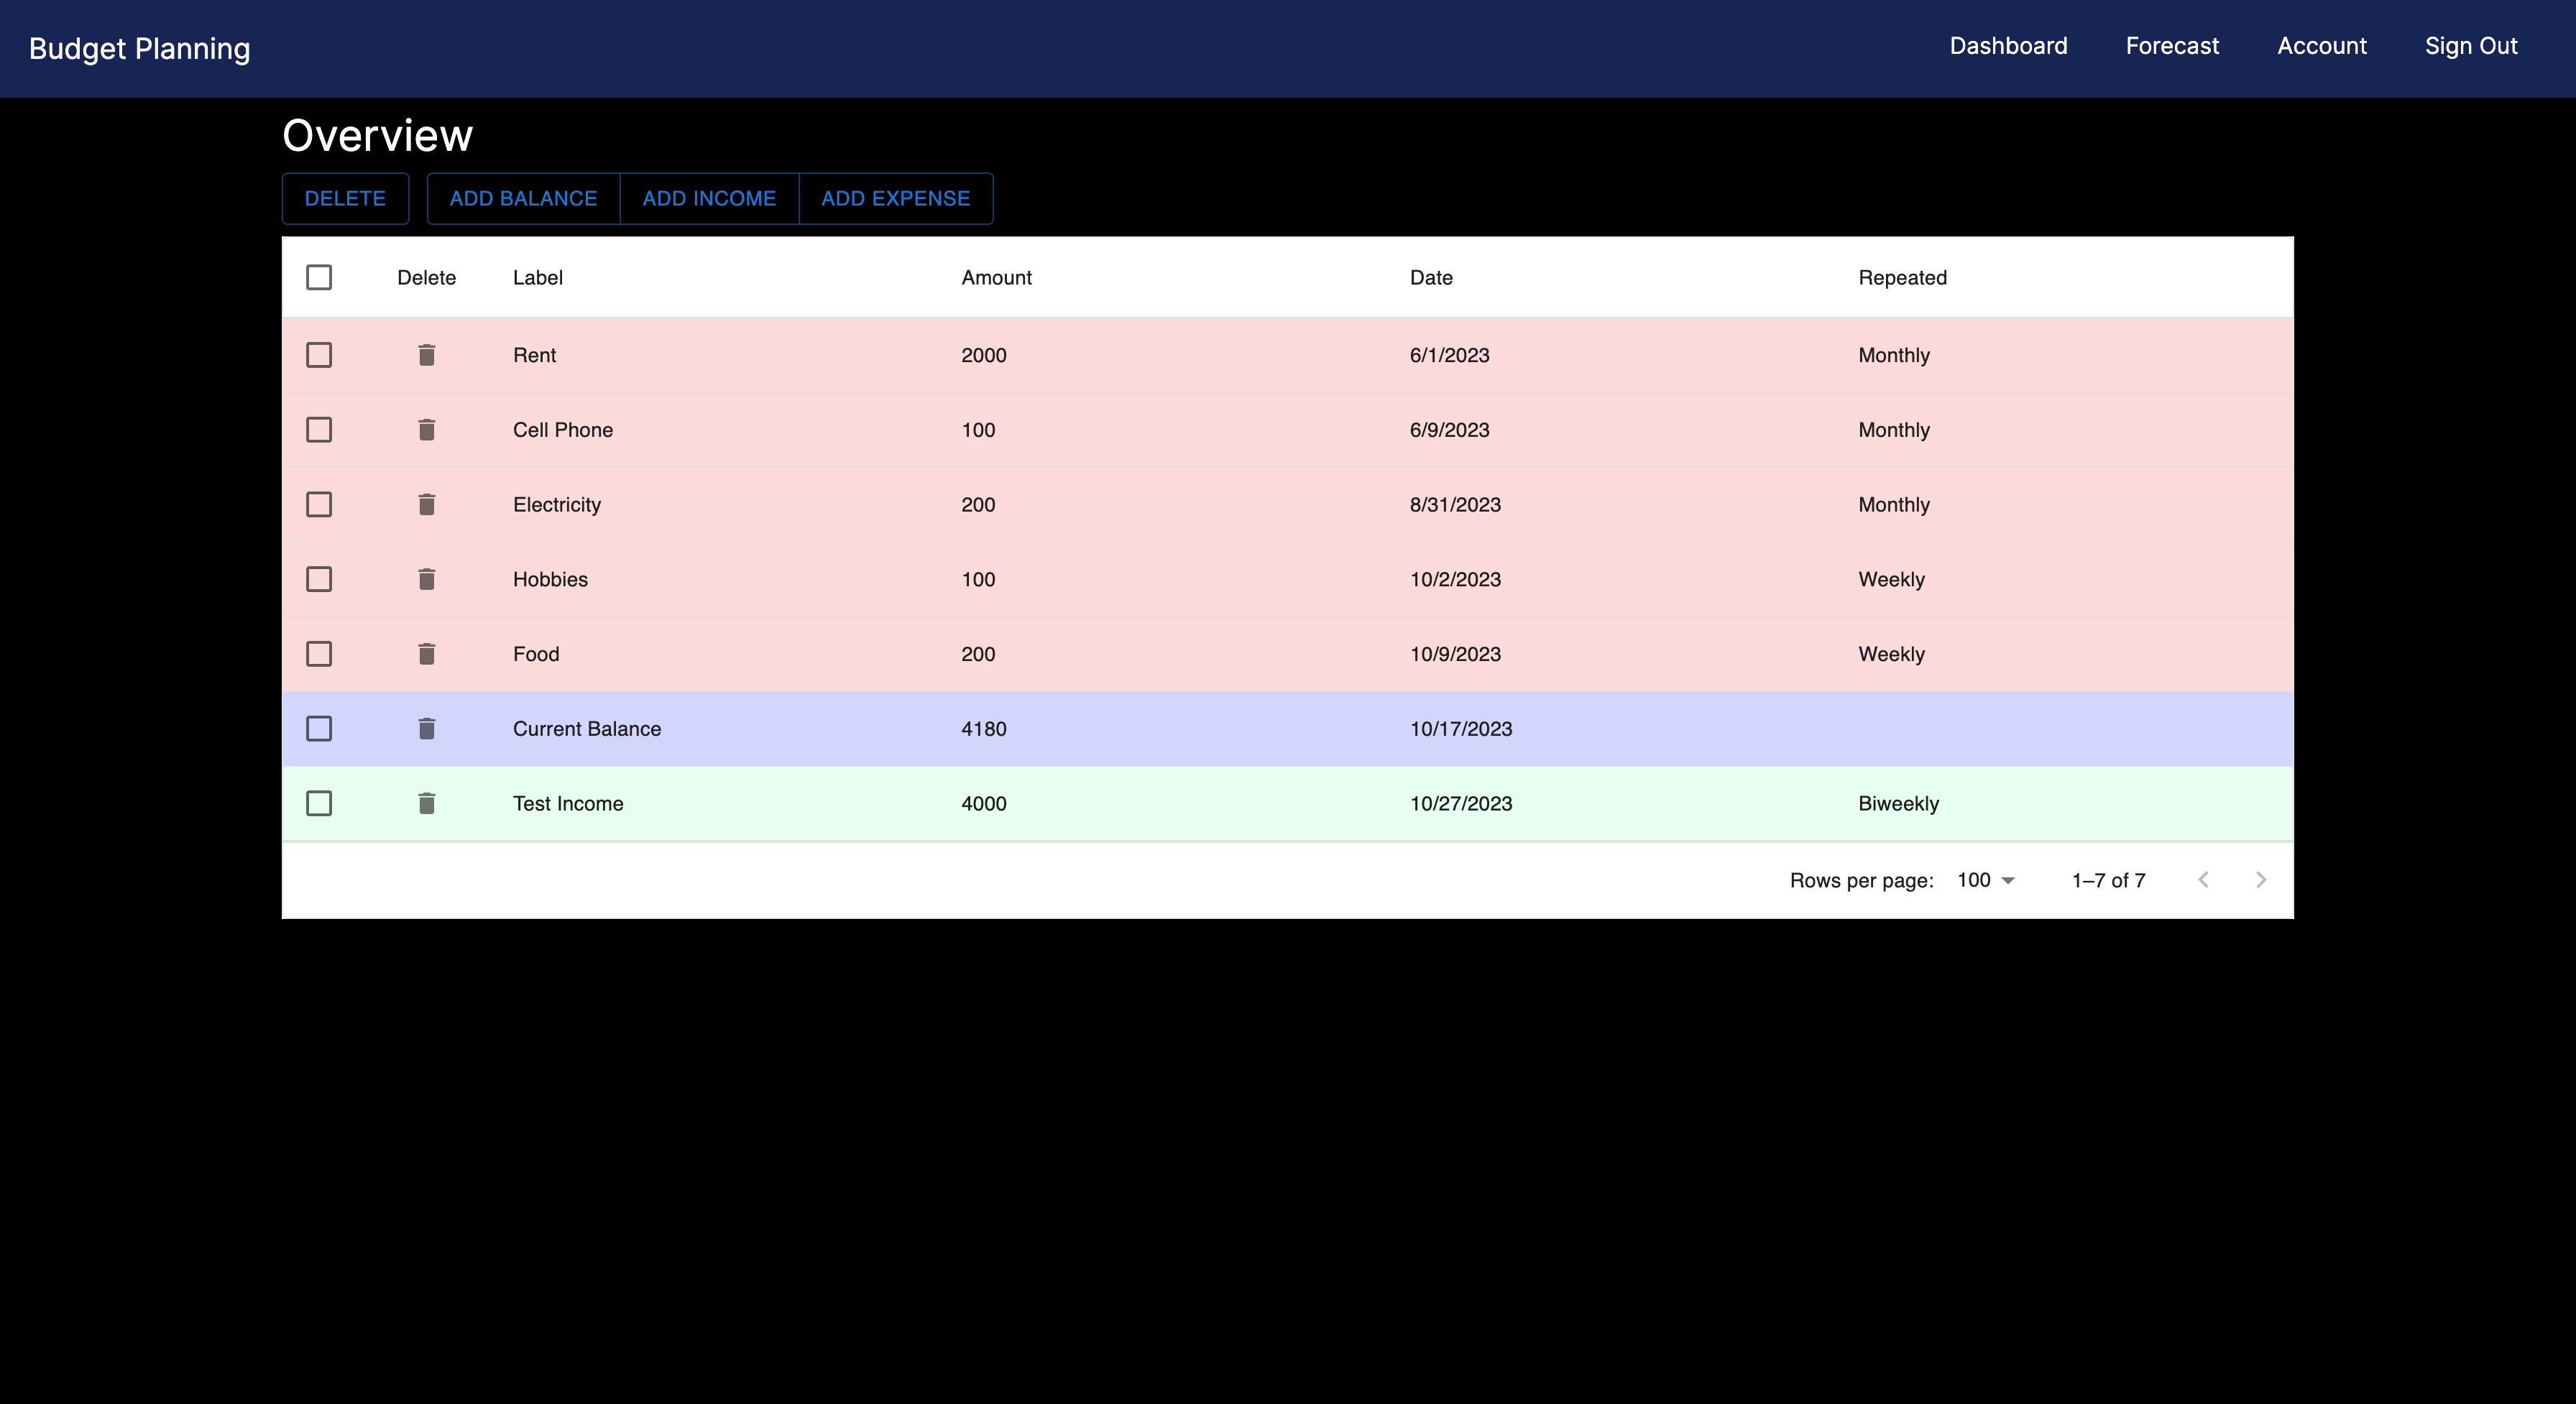 Budget Planning Dashboard Forecast Account Sign Out
Overview
DELETE ADD BALANCE ADD INCOME ADD EXPENSE
Delete Label Amount Date Repeated
Rent 2000 6/1/2023 Monthly
Cell Phone 100 6/9/2023 Monthly
Electricity 200 8/31/2023 Monthly
Hobbies 100 10/2/2023 Weekly
Food 200 10/9/2023 Weekly
Current Balance 4180 10/17/2023
Test Income 4000 10/27/2023 Biweekly
Rows per page: 100 1–7 of 7